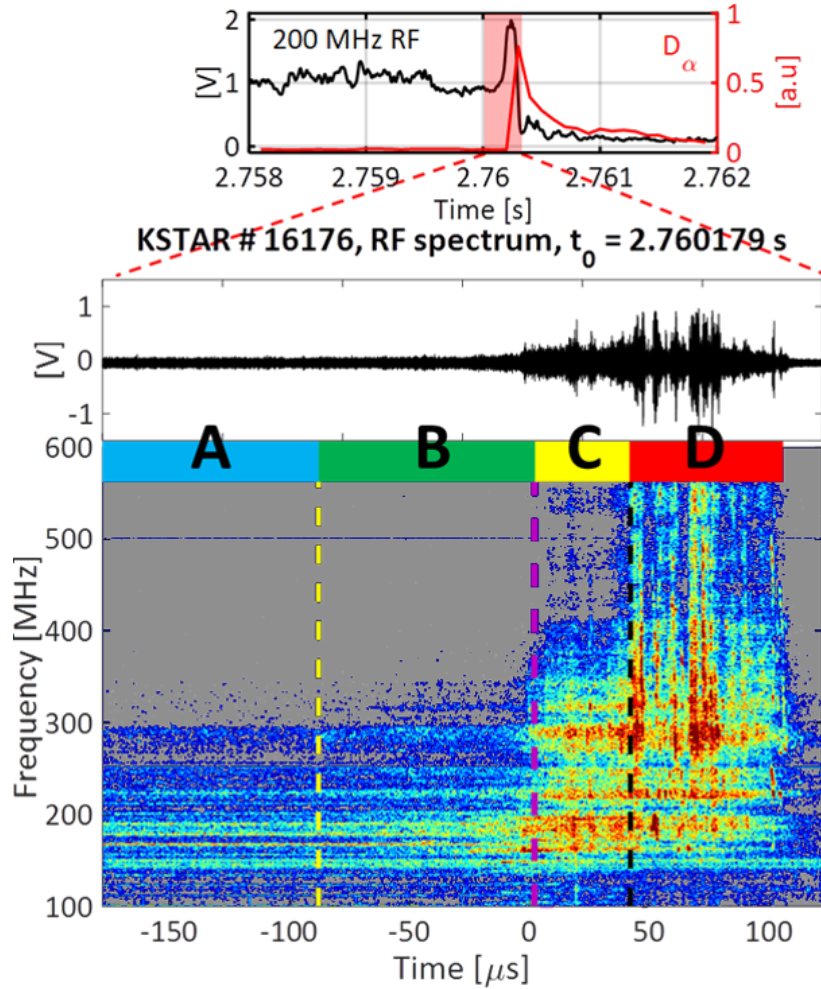 2
1
0
[V]
200 MHz RF
D_α
1
0.5
0
[a.u]
2.758 2.759 2.76 2.761 2.762
Time [s]
KSTAR # 16176, RF spectrum, t_0 = 2.760179 s
1
0
-1
[V]
A B C D
600
500
400
300
200
100
Frequency [MHz]
-150 -100 -50 0 50 100
Time [μs]